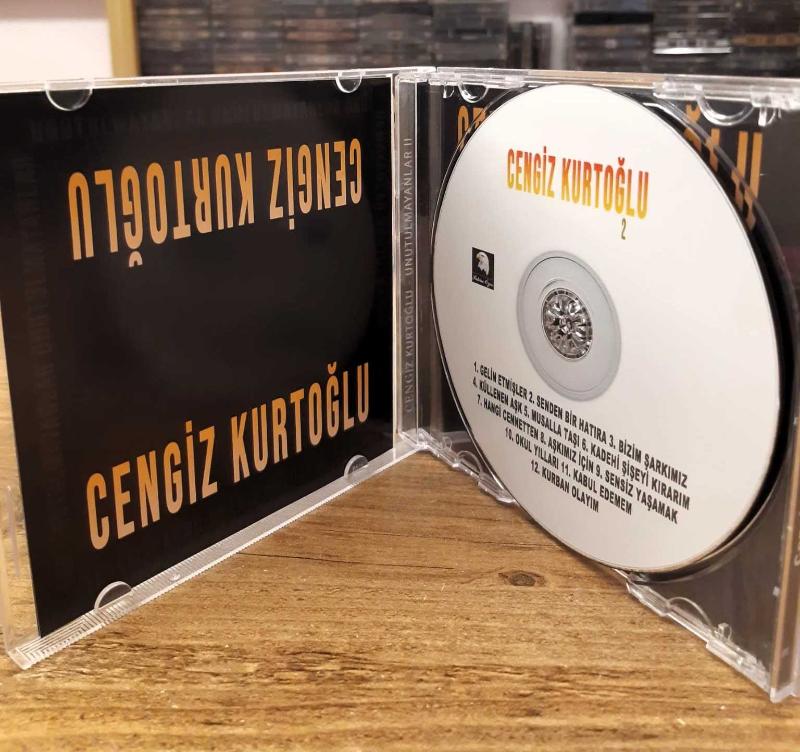 CENGİZ KURTOĞLU
CENGİZ KURTOĞLU
CENGİZ KURTOĞLU - UNUTULMAYANLAR II
CENGİZ KURTOĞLU
2
1. GELİN ETMİŞLER 2. SENDEN BİR HATIRA 3. BİZİM ŞARKIMIZ
4. KÜLLENEN AŞK 5. MUSALLA TAŞI 6. KADEHİ ŞİŞEYİ KIRARIM
7. HANGİ CENNETTEN 8. AŞKIMIZ İÇİN 9. SENSİZ YAŞAMAK
10. OKUL YILLARI 11. KABUL EDEMEM
12. KURBAN OLAYIM